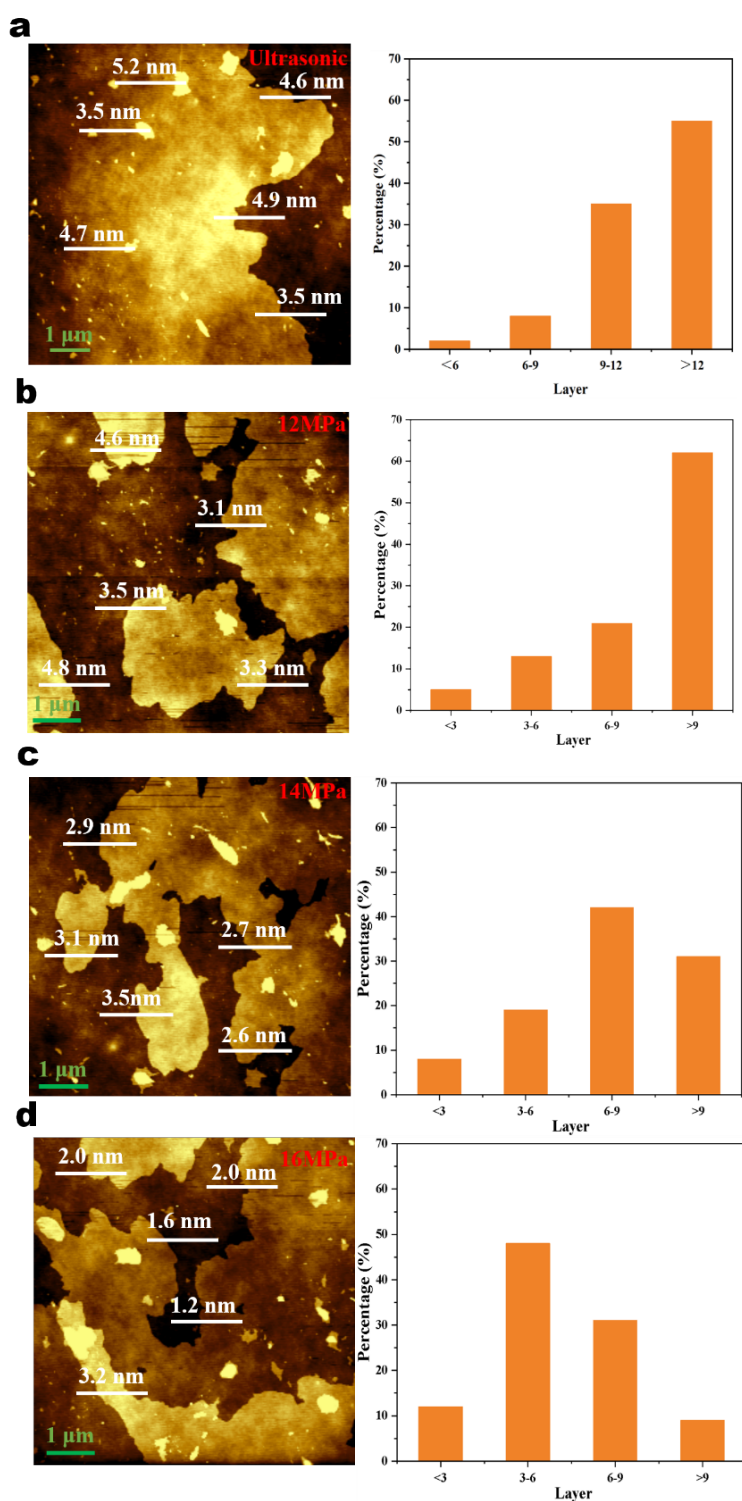 a
Ultrasonic
5.2 nm
4.6 nm
3.5 nm
4.9 nm
4.7 nm
3.5 nm
1 μm
Percentage (%)
70
60
50
40
30
20
10
0
<6 6-9 9-12 >12
Layer
b
12MPa
4.6 nm
3.1 nm
3.5 nm
4.8 nm
3.3 nm
1 μm
Percentage (%)
70
60
50
40
30
20
10
0
<3 3-6 6-9 >9
Layer
c
14MPa
2.9 nm
2.7 nm
3.1 nm
3.5nm
2.6 nm
1 μm
Percentage (%)
70
60
50
40
30
20
10
0
<3 3-6 6-9 >9
Layer
d
16MPa
2.0 nm
2.0 nm
1.6 nm
1.2 nm
3.2 nm
1 μm
Percentage (%)
70
60
50
40
30
20
10
0
<3 3-6 6-9 >9
Layer